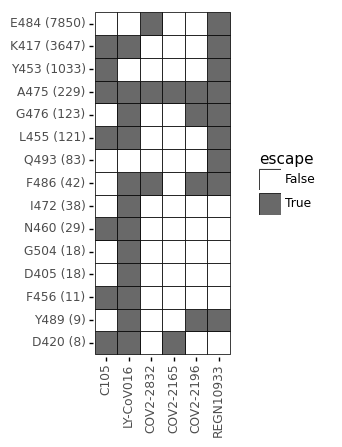 E484 (7850)
K417 (3647)
Y453 (1033)
A475 (229)
G476 (123)
L455 (121)
Q493 (83)
F486 (42)
I472 (38)
N460 (29)
G504 (18)
D405 (18)
F456 (11)
Y489 (9)
D420 (8)
C105
LY-CoV016
COV2-2832
COV2-2165
COV2-2196
REGN10933
escape
False
True